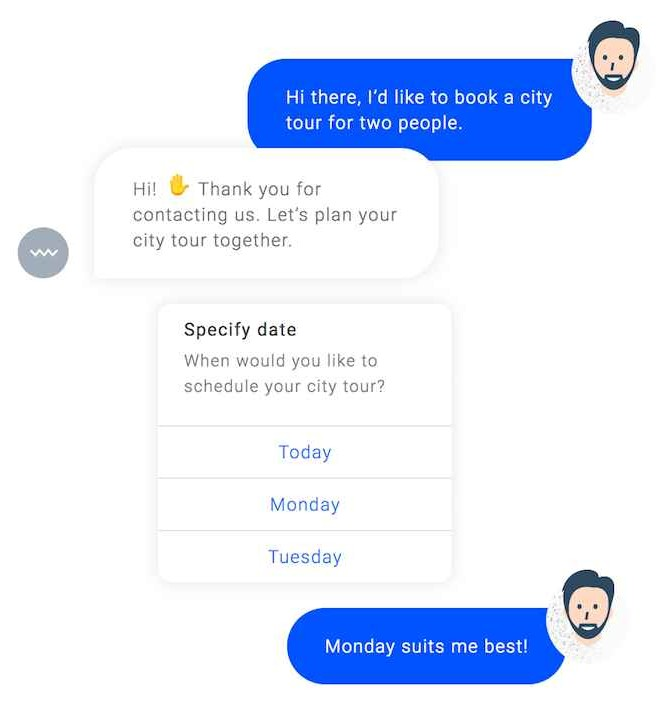 Hi there, I’d like to book a city
tour for two people.
Hi! ✋ Thank you for
contacting us. Let’s plan your
city tour together.
Specify date
When would you like to
schedule your city tour?
Today
Monday
Tuesday
Monday suits me best!